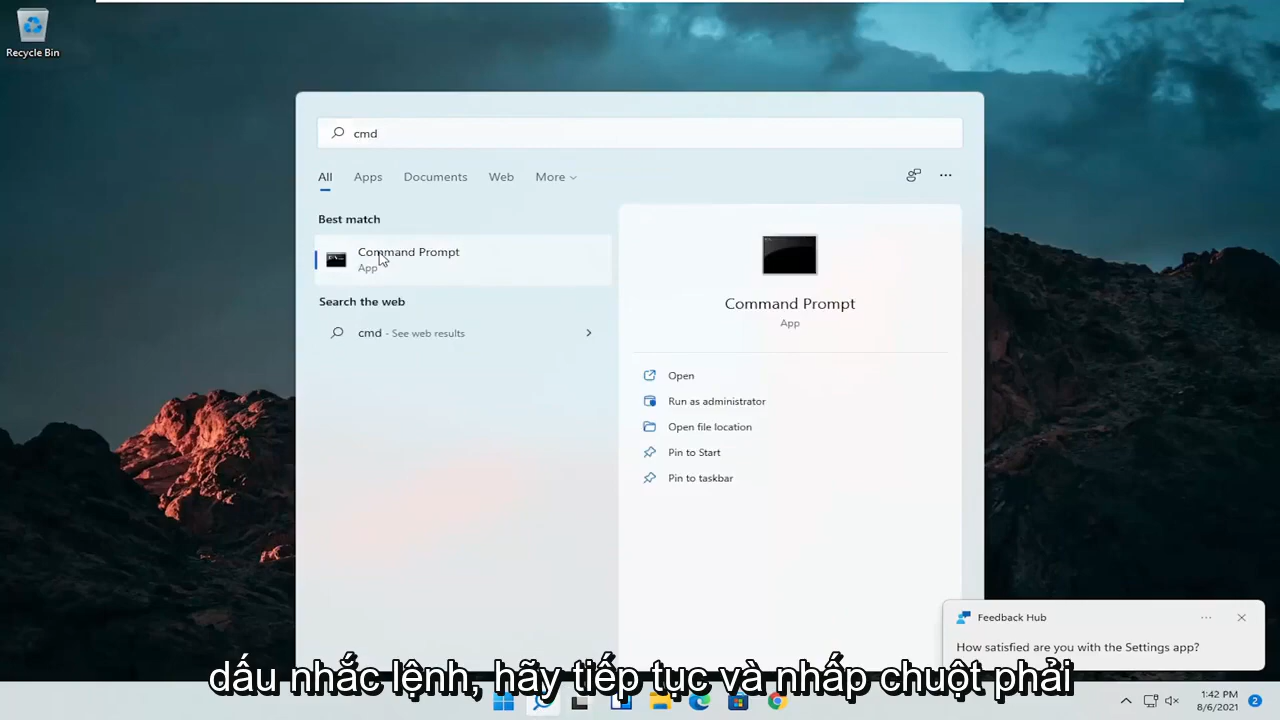 Recycle Bin
cmd
All Apps Documents Web More
Best match
Command Prompt
App
Search the web
cmd - See web results
Command Prompt
App
Open
Run as administrator
Open file location
Pin to Start
Pin to taskbar
Feedback Hub
How satisfied are you with the Settings app?
dấu nhắc lệnh, hãy tiếp tục và nhấp chuột phải
1:42 PM
8/6/2021
2